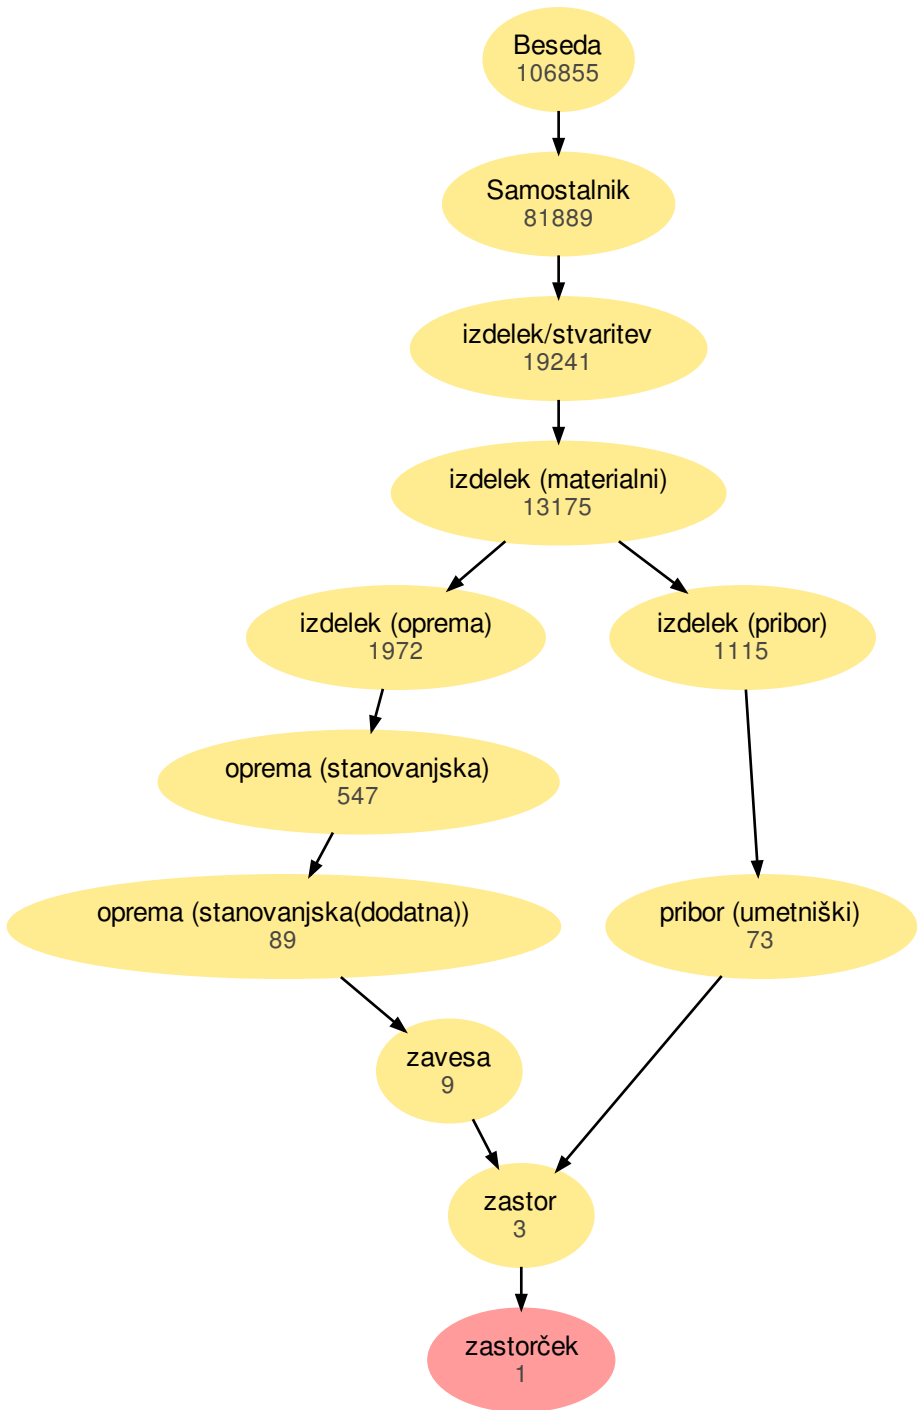 Beseda
106855
Samostalnik
81889
izdelek/stvaritev
19241
izdelek (materialni)
13175
izdelek (oprema)
1972
izdelek (pribor)
1115
oprema (stanovanjska)
547
oprema (stanovanjska(dodatna))
89
pribor (umetniški)
73
zavesa
9
zastor
3
zastorček
1